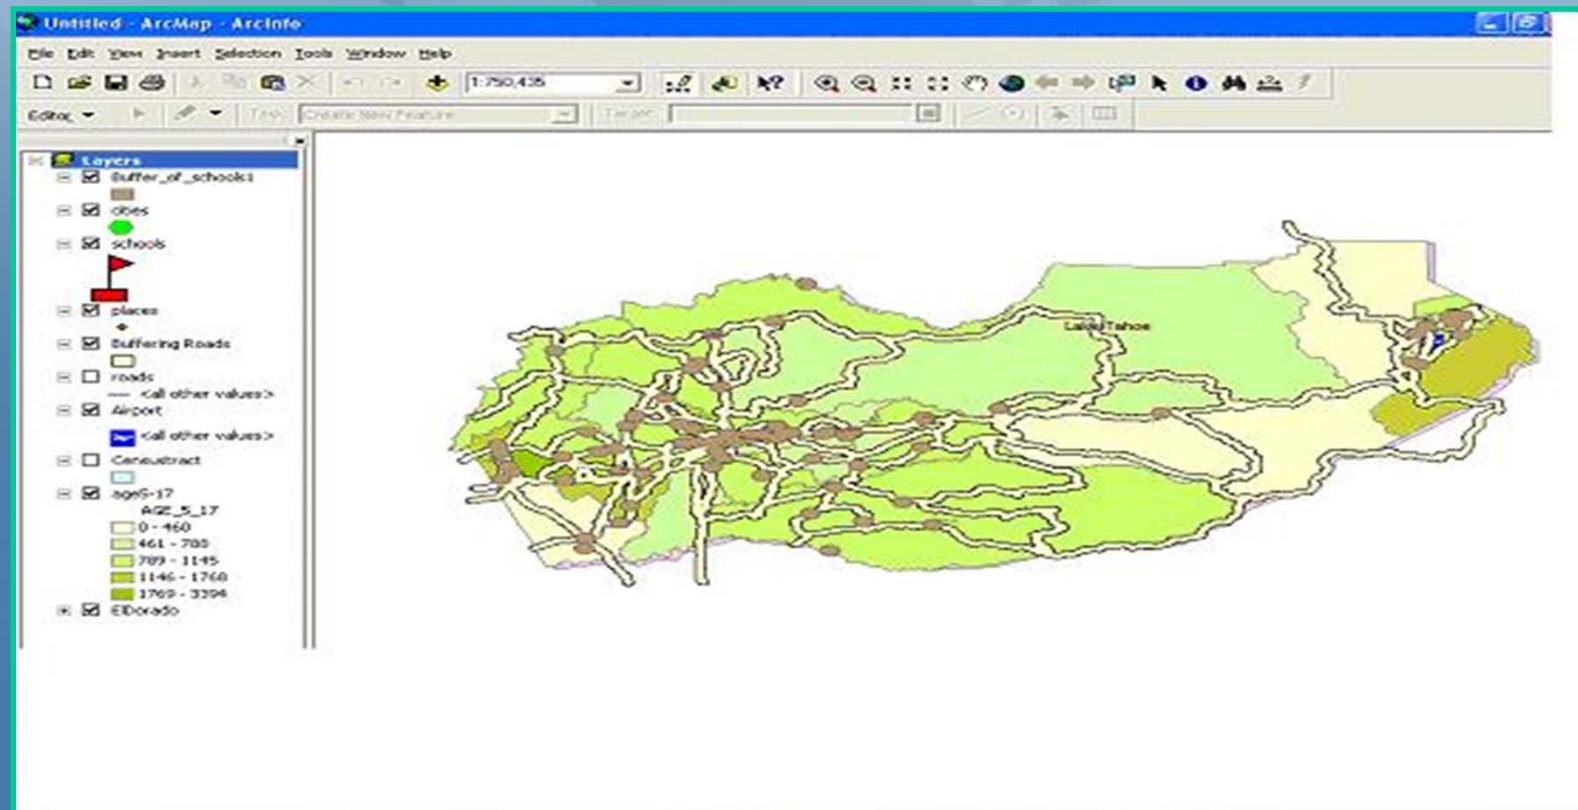 Untitled - ArcMap - ArcInfo
File Edit View Insert Selection Tools Window Help
1:750,435
Editor Task: Create New Feature Target:
Layers
Buffer_of_schools1
cities
schools
places
Buffering Roads
roads
<all other values>
Airport
<all other values>
Censustract
age5-17
AGE_5_17
0 - 460
461 - 788
789 - 1145
1146 - 1768
1769 - 3394
ElDorado
Lake Tahoe